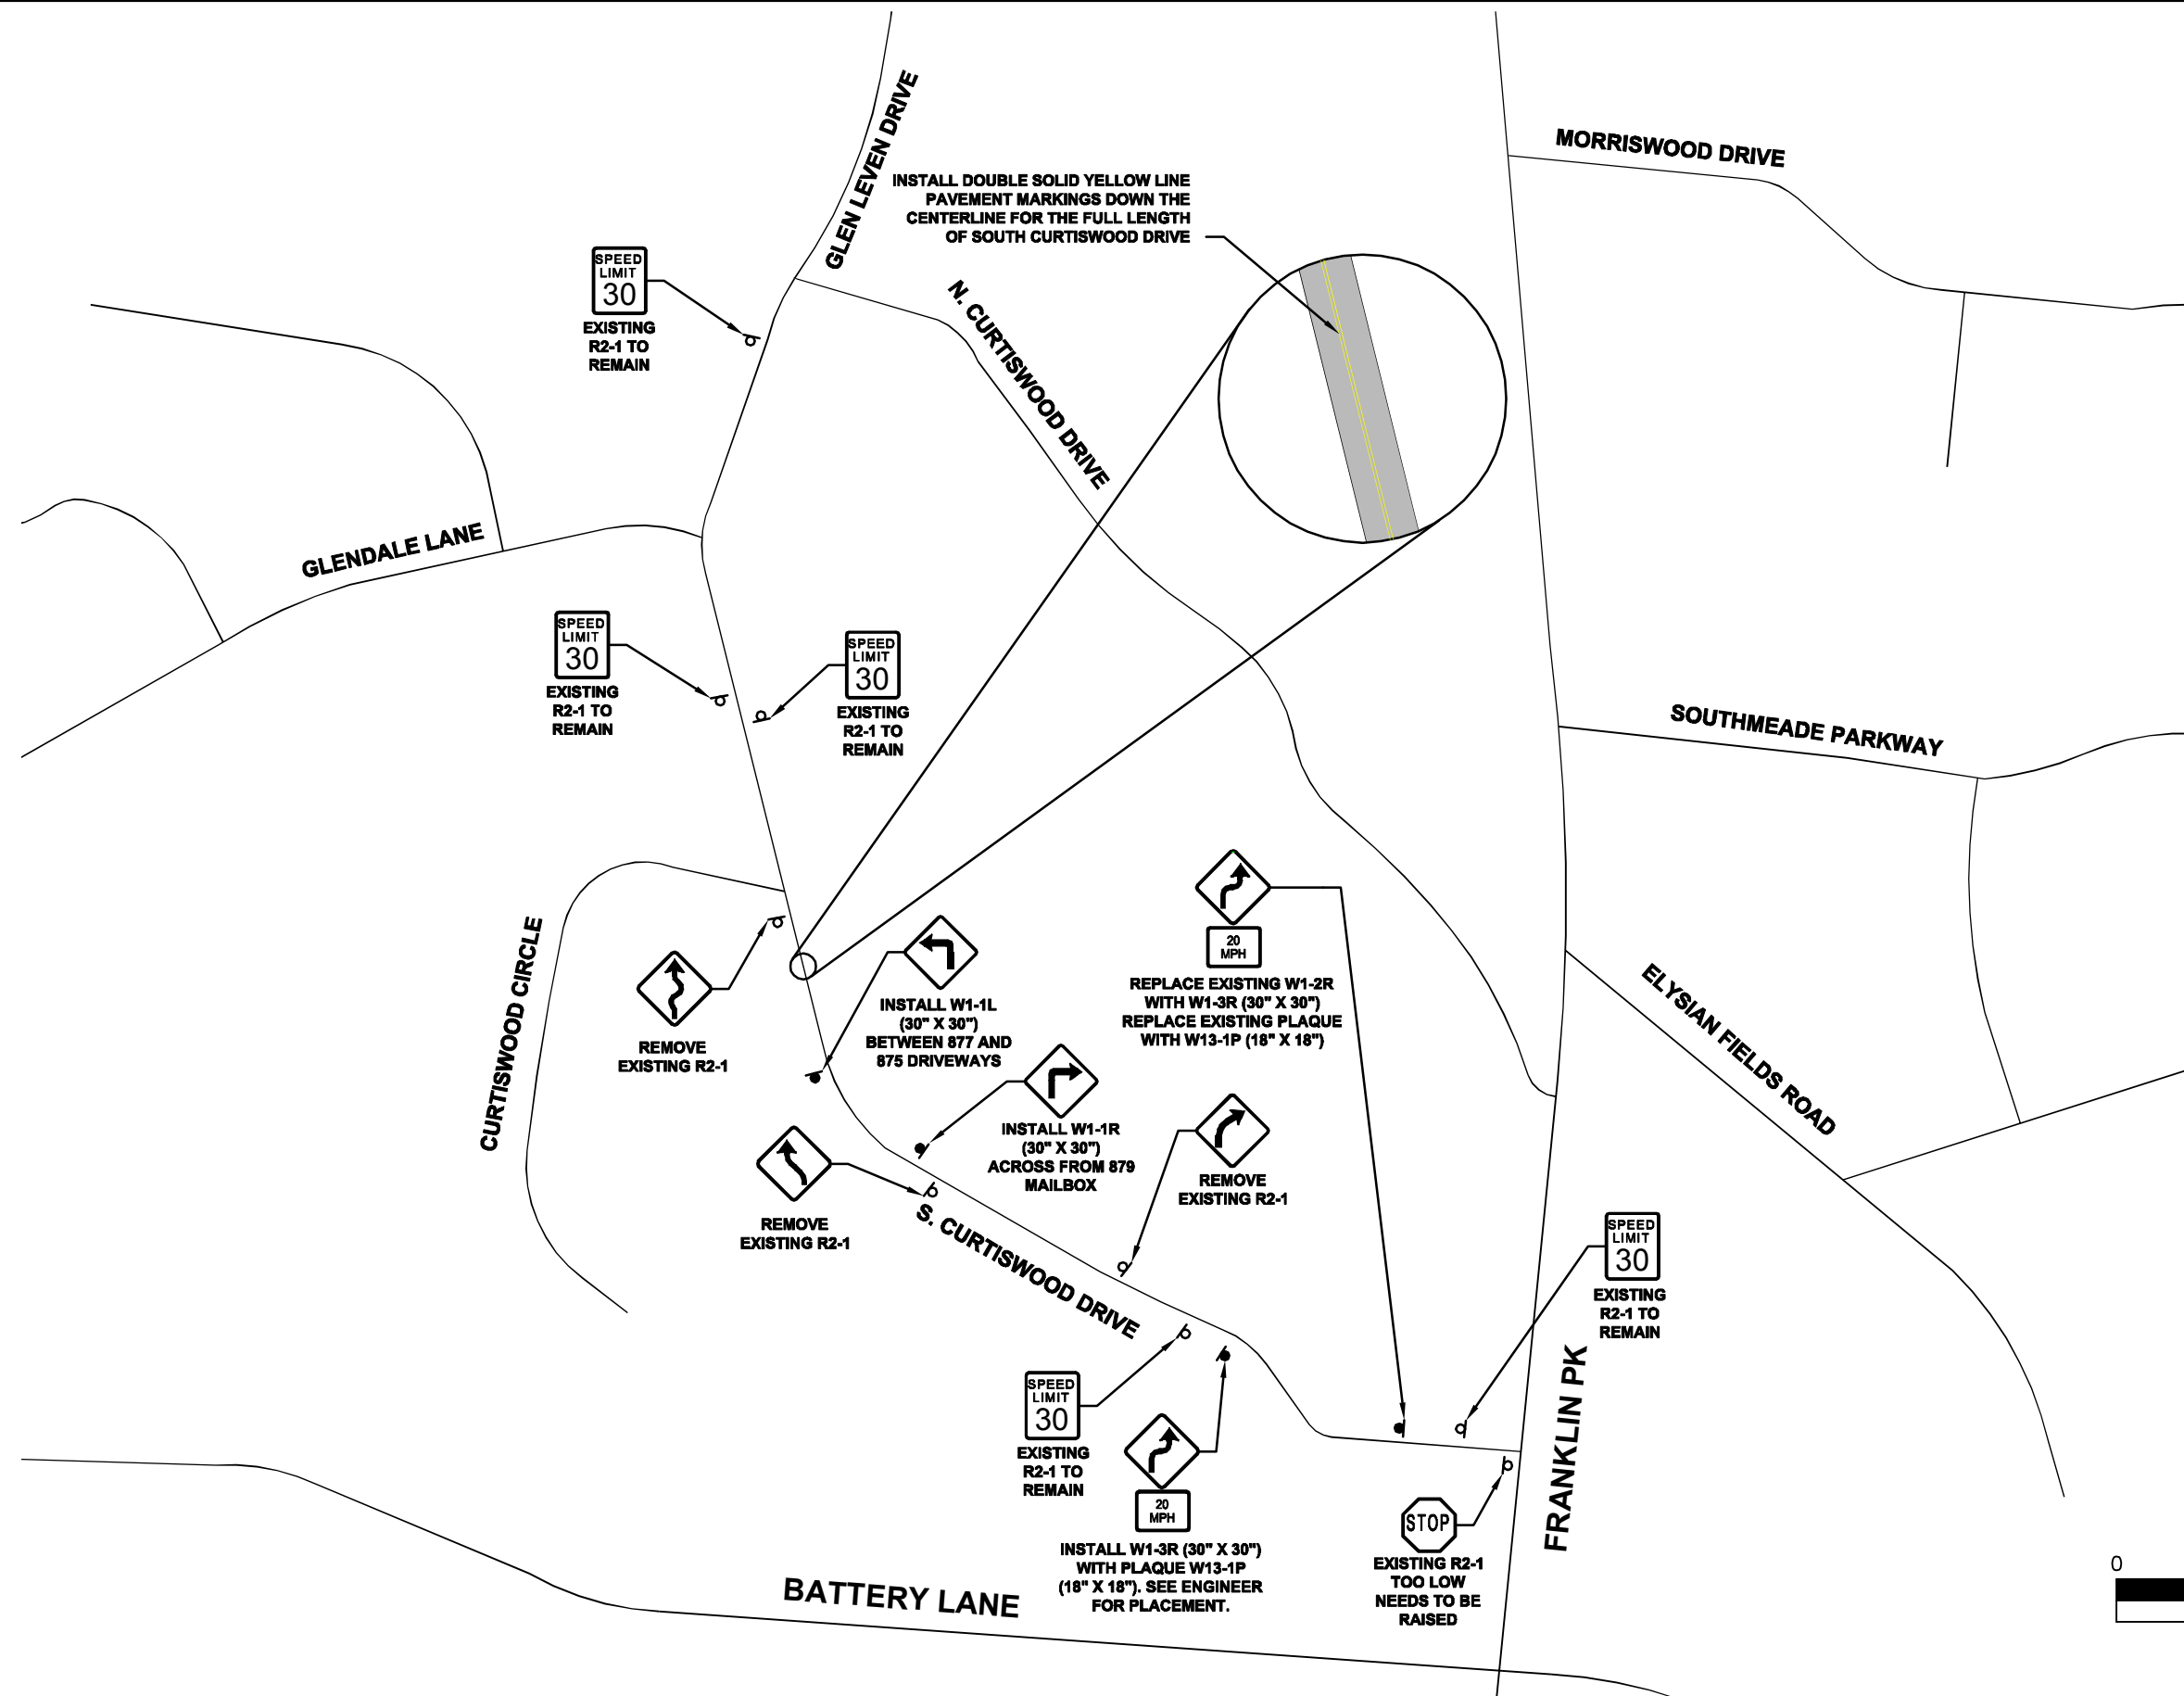 GLEN LEVEN DRIVE
MORRISWOOD DRIVE
INSTALL DOUBLE SOLID YELLOW LINE
PAVEMENT MARKINGS DOWN THE
CENTERLINE FOR THE FULL LENGTH
OF SOUTH CURTISWOOD DRIVE
SPEED
LIMIT
30
EXISTING
R2-1 TO
REMAIN
N. CURTISWOOD DRIVE
GLENDALE LANE
SPEED
LIMIT
30
EXISTING
R2-1 TO
REMAIN
SPEED
LIMIT
30
EXISTING
R2-1 TO
REMAIN
SOUTHMEADE PARKWAY
CURTISWOOD CIRCLE
REMOVE
EXISTING R2-1
INSTALL W1-1L
(30" X 30")
BETWEEN 877 AND
875 DRIVEWAYS
20
MPH
REPLACE EXISTING W1-2R
WITH W1-3R (30" X 30")
REPLACE EXISTING PLAQUE
WITH W13-1P (18" X 18")
ELYSIAN FIELDS ROAD
INSTALL W1-1R
(30" X 30")
ACROSS FROM 879
MAILBOX
REMOVE
EXISTING R2-1
REMOVE
EXISTING R2-1
S. CURTISWOOD DRIVE
SPEED
LIMIT
30
EXISTING
R2-1 TO
REMAIN
SPEED
LIMIT
30
EXISTING
R2-1 TO
REMAIN
20
MPH
INSTALL W1-3R (30" X 30")
WITH PLAQUE W13-1P
(18" X 18"). SEE ENGINEER
FOR PLACEMENT.
STOP
EXISTING R2-1
TOO LOW
NEEDS TO BE
RAISED
FRANKLIN PK
BATTERY LANE
0